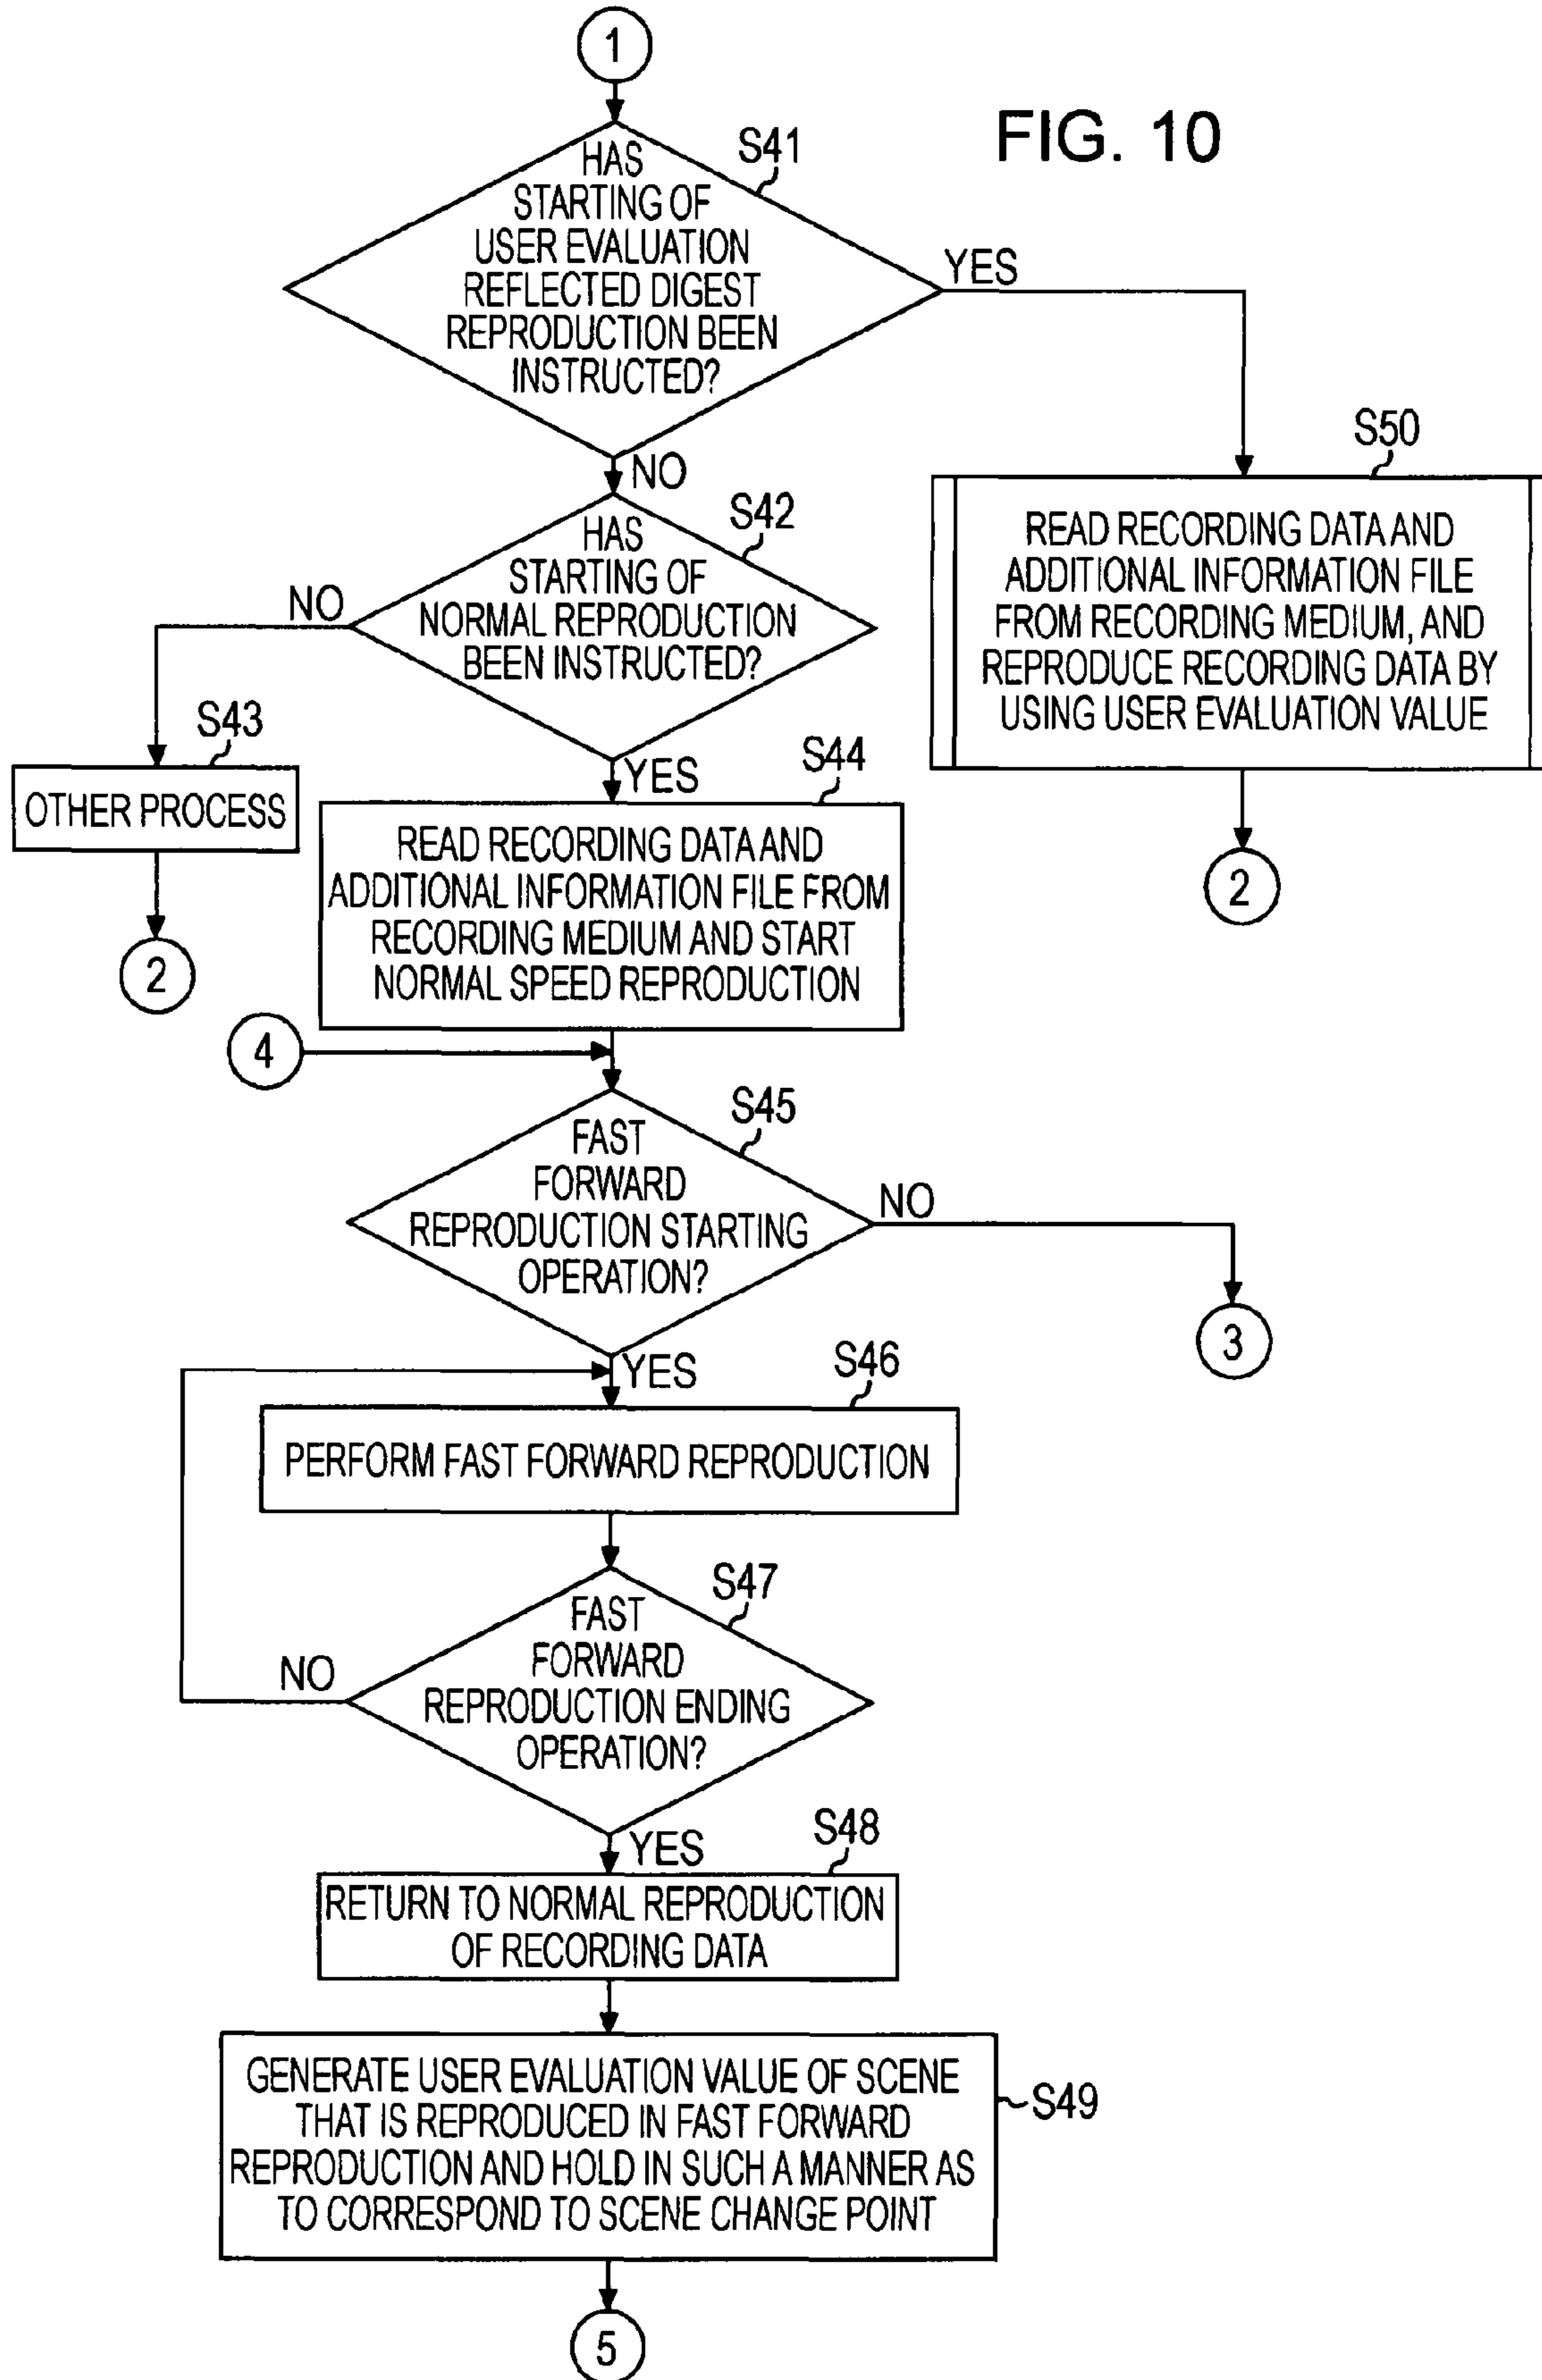 1
FIG. 10
S41
HAS
STARTING OF
USER EVALUATION
REFLECTED DIGEST
REPRODUCTION BEEN
INSTRUCTED?
YES
NO
S50
READ RECORDING DATA AND
ADDITIONAL INFORMATION FILE
FROM RECORDING MEDIUM, AND
REPRODUCE RECORDING DATA BY
USING USER EVALUATION VALUE
2
S42
HAS
STARTING OF
NORMAL REPRODUCTION
BEEN INSTRUCTED?
NO
YES
S43
OTHER PROCESS
2
S44
READ RECORDING DATA AND
ADDITIONAL INFORMATION FILE FROM
RECORDING MEDIUM AND START
NORMAL SPEED REPRODUCTION
4
S45
FAST
FORWARD
REPRODUCTION STARTING
OPERATION?
NO
3
YES
S46
PERFORM FAST FORWARD REPRODUCTION
S47
FAST
FORWARD
REPRODUCTION ENDING
OPERATION?
NO
YES
S48
RETURN TO NORMAL REPRODUCTION
OF RECORDING DATA
S49
GENERATE USER EVALUATION VALUE OF SCENE
THAT IS REPRODUCED IN FAST FORWARD
REPRODUCTION AND HOLD IN SUCH A MANNER AS
TO CORRESPOND TO SCENE CHANGE POINT
5